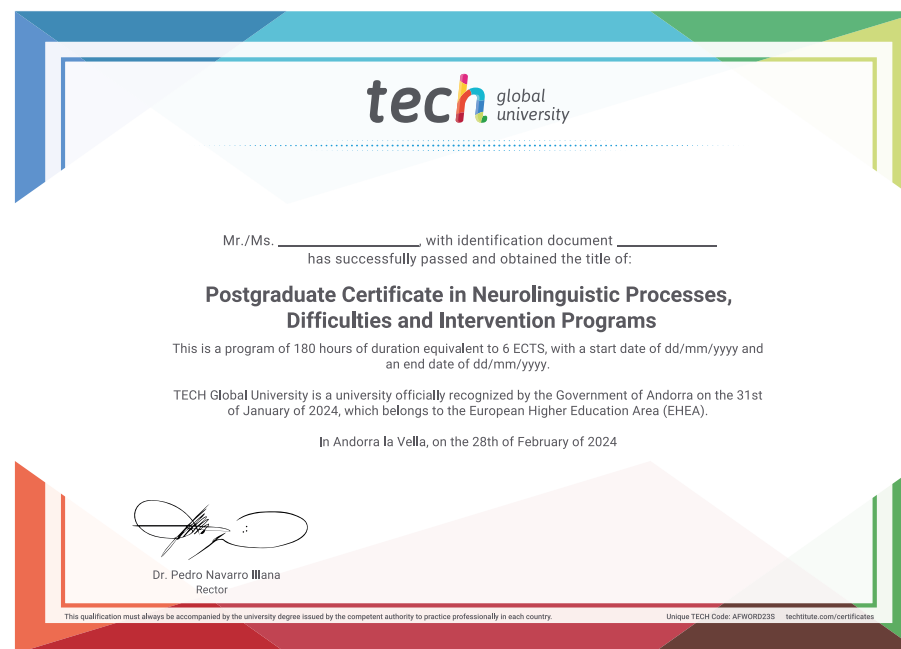 tech global university
Mr./Ms. ____________________, with identification document ______________
has successfully passed and obtained the title of:
Postgraduate Certificate in Neurolinguistic Processes,
Difficulties and Intervention Programs
This is a program of 180 hours of duration equivalent to 6 ECTS, with a start date of dd/mm/yyyy and
an end date of dd/mm/yyyy.
TECH Global University is a university officially recognized by the Government of Andorra on the 31st
of January of 2024, which belongs to the European Higher Education Area (EHEA).
In Andorra la Vella, on the 28th of February of 2024
Dr. Pedro Navarro Illana
Rector
This qualification must always be accompanied by the university degree issued by the competent authority to practice professionally in each country.
Unique TECH Code: AFWORD23S techtitute.com/certificates